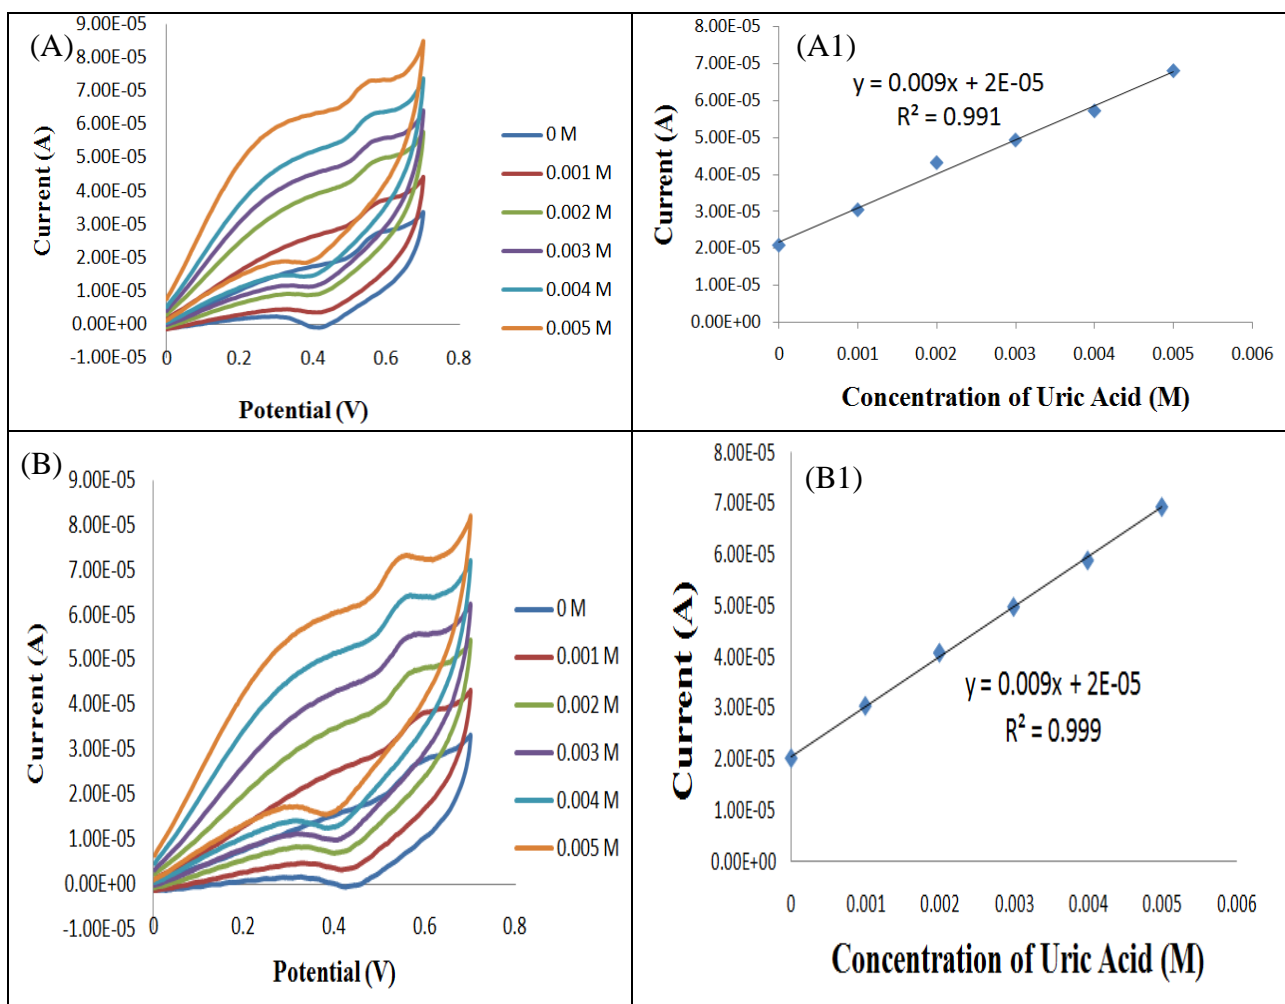 (A)
9.00E-05
8.00E-05
7.00E-05
6.00E-05
5.00E-05
4.00E-05
3.00E-05
2.00E-05
1.00E-05
0.00E+00
-1.00E-05
Current (A)
0 0.2 0.4 0.6 0.8
Potential (V)
0 M
0.001 M
0.002 M
0.003 M
0.004 M
0.005 M
(A1)
8.00E-05
7.00E-05
6.00E-05
5.00E-05
4.00E-05
3.00E-05
2.00E-05
1.00E-05
0.00E+00
Current (A)
y = 0.009x + 2E-05
R² = 0.991
0 0.001 0.002 0.003 0.004 0.005 0.006
Concentration of Uric Acid (M)
(B)
9.00E-05
8.00E-05
7.00E-05
6.00E-05
5.00E-05
4.00E-05
3.00E-05
2.00E-05
1.00E-05
0.00E+00
-1.00E-05
Current (A)
0 0.2 0.4 0.6 0.8
Potential (V)
0 M
0.001 M
0.002 M
0.003 M
0.004 M
0.005 M
(B1)
8.00E-05
7.00E-05
6.00E-05
5.00E-05
4.00E-05
3.00E-05
2.00E-05
1.00E-05
0.00E+00
Current (A)
y = 0.009x + 2E-05
R² = 0.999
0 0.001 0.002 0.003 0.004 0.005 0.006
Concentration of Uric Acid (M)